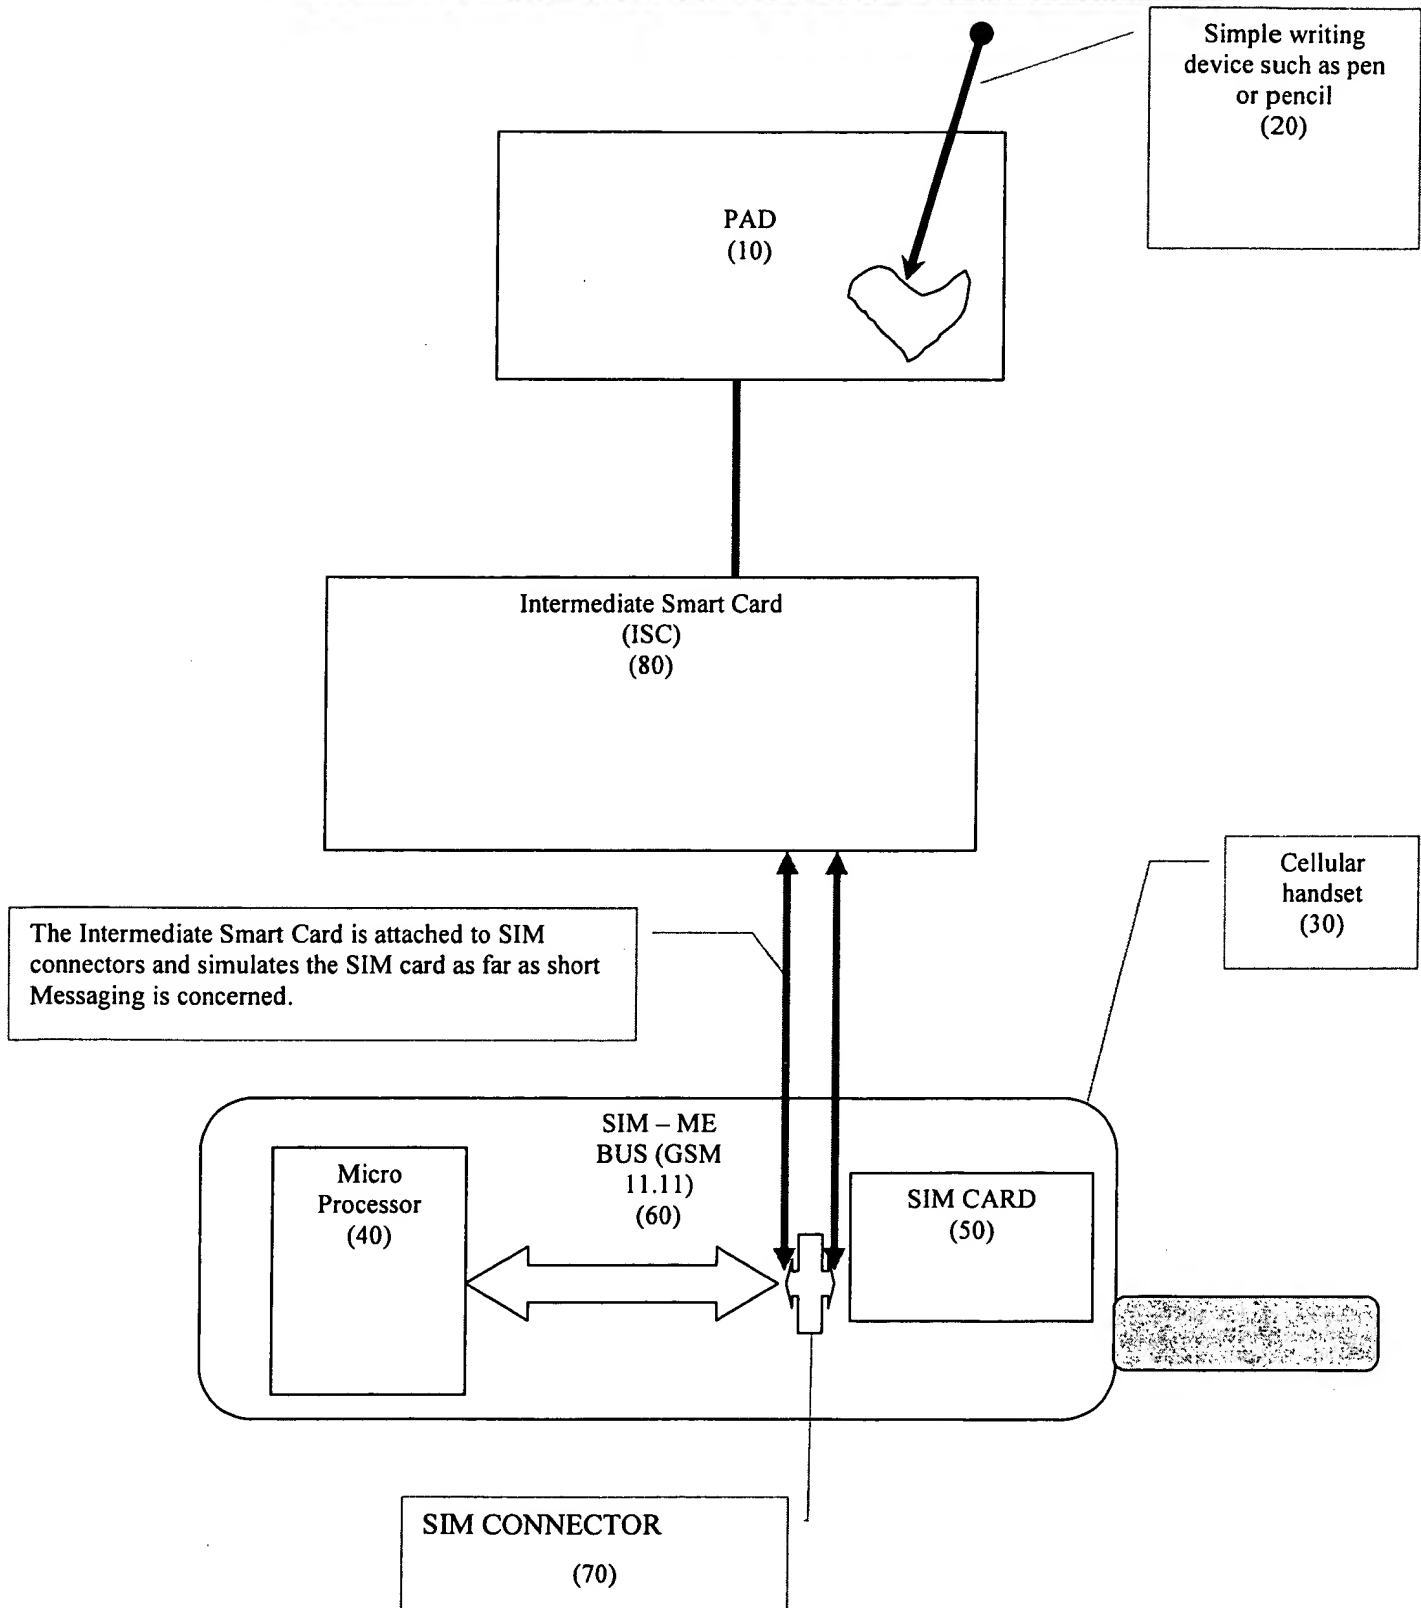 Simple writing
device such as pen
or pencil
(20)
PAD
(10)
Intermediate Smart Card
(ISC)
(80)
Cellular
handset
(30)
The Intermediate Smart Card is attached to SIM
connectors and simulates the SIM card as far as short
Messaging is concerned.
SIM – ME
BUS (GSM
11.11)
(60)
Micro
Processor
(40)
SIM CARD
(50)
SIM CONNECTOR
(70)